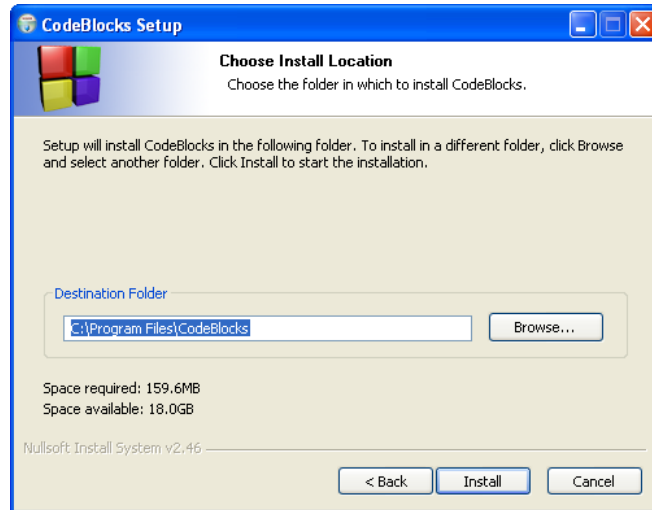 CodeBlocks Setup
Choose Install Location
Choose the folder in which to install CodeBlocks.
Setup will install CodeBlocks in the following folder. To install in a different folder, click Browse
and select another folder. Click Install to start the installation.
Destination Folder
C:\Program Files\CodeBlocks
Browse...
Space required: 159.6MB
Space available: 18.0GB
Nullsoft Install System v2.46
< Back
Install
Cancel